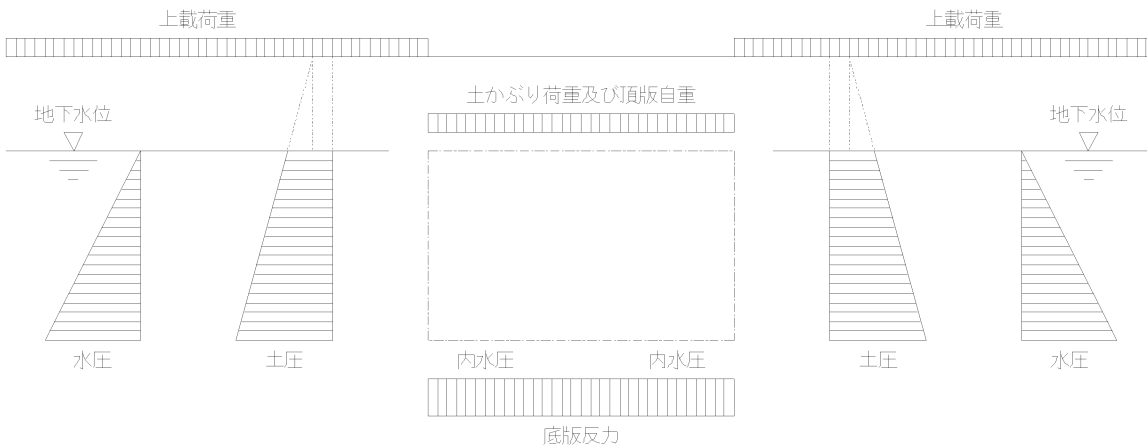 上載荷重
上載荷重
土かぶり荷重及び頂版自重
地下水位
地下水位
水圧
土圧
内水圧
内水圧
土圧
水圧
底版反力